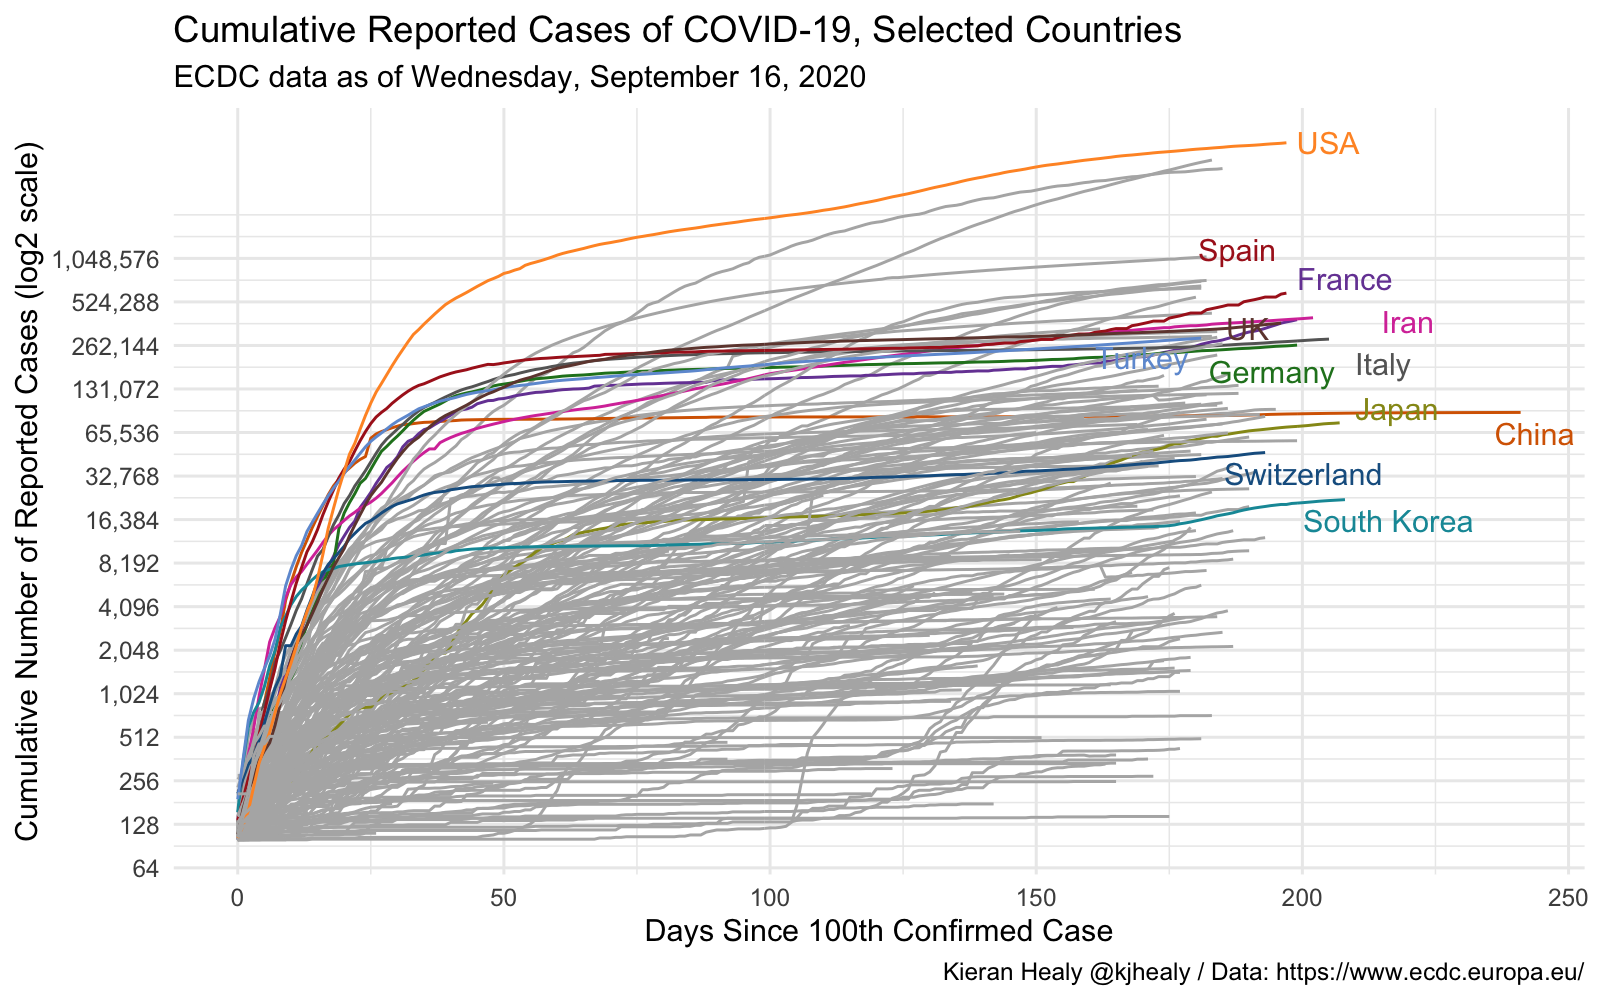 Cumulative Reported Cases of COVID-19, Selected Countries
ECDC data as of Wednesday, September 16, 2020
Cumulative Number of Reported Cases (log2 scale)
1,048,576
524,288
262,144
131,072
65,536
32,768
16,384
8,192
4,096
2,048
1,024
512
256
128
64
USA
Spain
France
Iran
UK
Turkey
Italy
Germany
Japan
China
Switzerland
South Korea
0
50
100
150
200
250
Days Since 100th Confirmed Case
Kieran Healy @kjhealy / Data: https://www.ecdc.europa.eu/